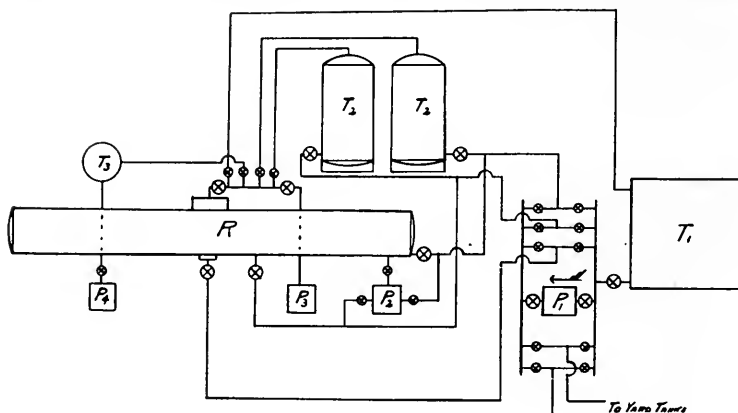 T₂ T₂
T₃
R
T₁
P₄ P₃ P₂ P₁
TO YARD TANKS